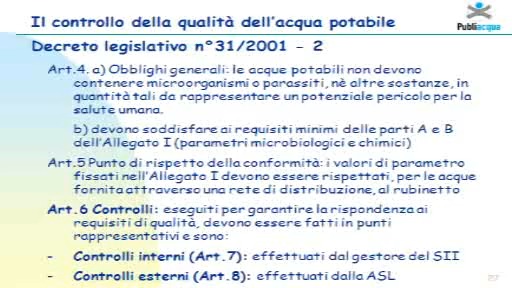 Il controllo della qualità dell'acqua potabile
Publiacqua
Decreto legislativo n°31/2001 - 2
Art.4. a) Obblighi generali: le acque potabili non devono
contenere microorganismi o parassiti, nè altre sostanze, in
quantità tali da rappresentare un potenziale pericolo per la
salute umana.
b) devono soddisfare ai requisiti minimi delle parti A e B
dell'Allegato I (parametri microbiologici e chimici)
Art.5 Punto di rispetto della conformità: i valori di parametro
fissati nell'Allegato I devono essere rispettati, per le acque
fornita attraverso una rete di distribuzione, al rubinetto
Art.6 Controlli: eseguiti per garantire la rispondenza ai
requisiti di qualità, devono essere fatti in punti
rappresentativi e sono:
- Controlli interni (Art.7): effettuati dal gestore del SII
- Controlli esterni (Art.8): effettuati dalla ASL